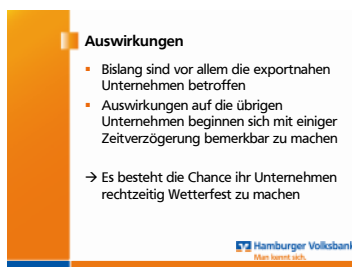 Auswirkungen
▪ Bislang sind vor allem die exportnahen
Unternehmen betroffen
▪ Auswirkungen auf die übrigen
Unternehmen beginnen sich mit einiger
Zeitverzögerung bemerkbar zu machen
→ Es besteht die Chance ihr Unternehmen
rechtzeitig Wetterfest zu machen
Hamburger Volksbank
Man kennt sich.